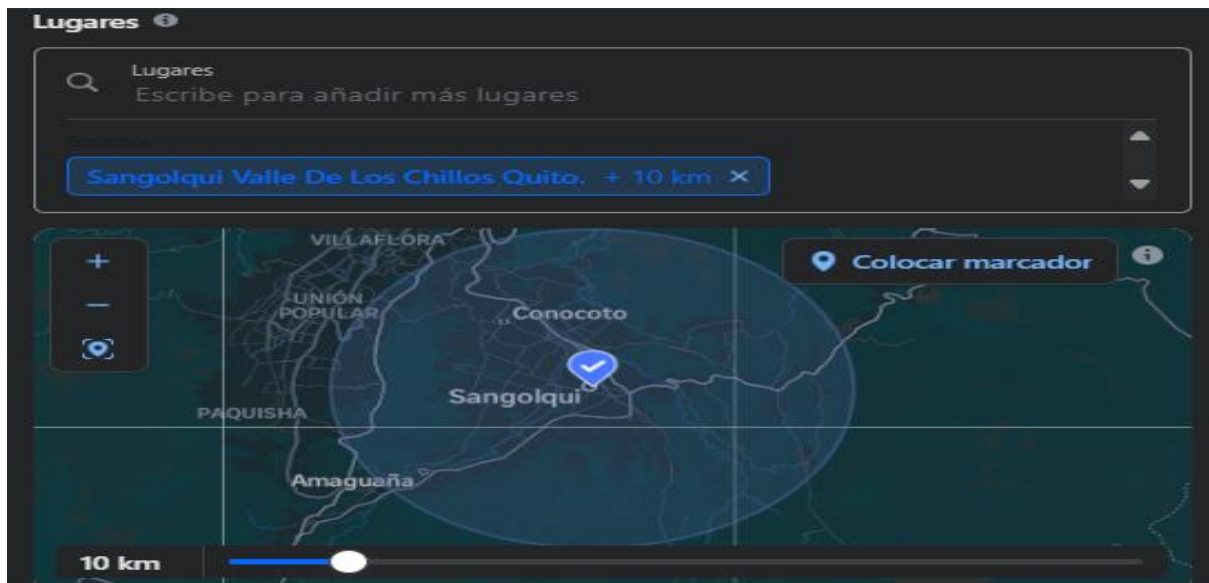 Lugares
Lugares
Escribe para añadir más lugares
Sangolqui Valle De Los Chillos Quito. + 10 km ×
VILLAFLORA
Colocar marcador
UNIÓN
POPULAR
Conocoto
Sangolqui
PAQUISHA
Amaguaña
10 km